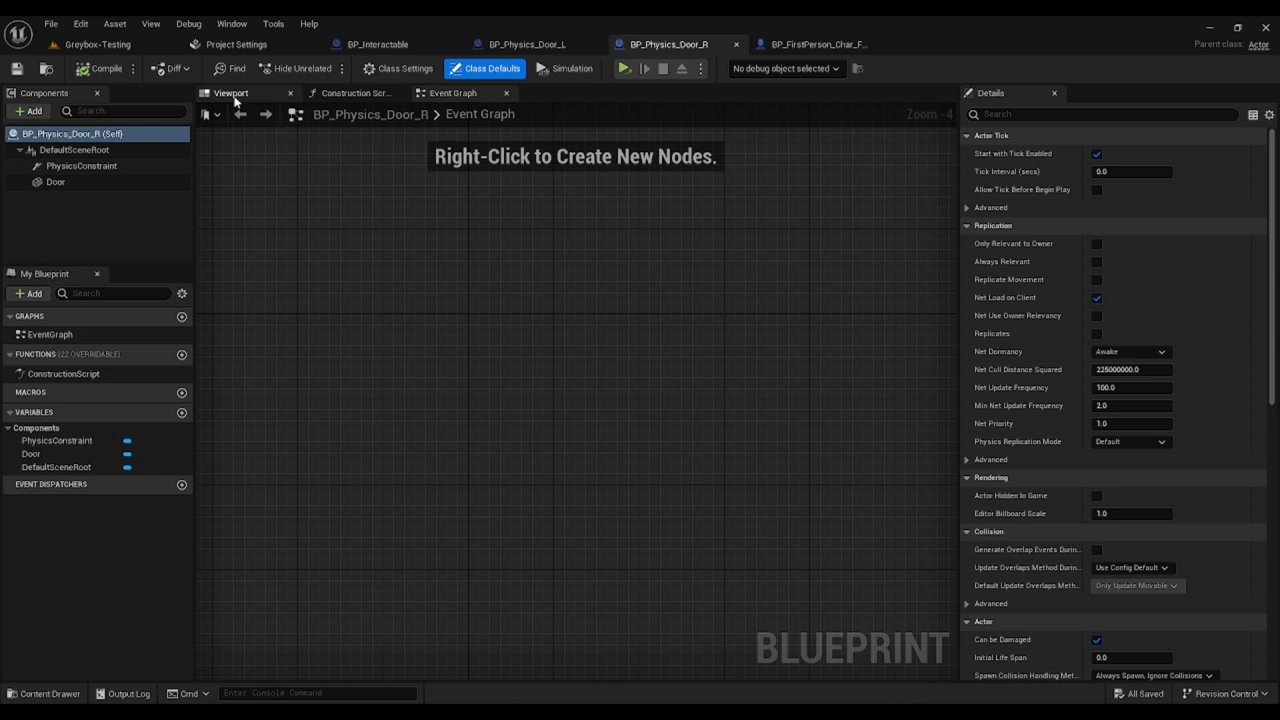 File Edit Asset View Debug Window Tools Help
Greybox-Testing Project Settings BP_Interactable BP_Physics_Door_L BP_Physics_Door_R BP_FirstPerson_Char_F... Parent class: Actor
Compile Diff Find Hide Unrelated Class Settings Class Defaults Simulation No debug object selected
Components Viewport Construction Scr... Event Graph Details
Add Search BP_Physics_Door_R > Event Graph Zoom -4 Search
BP_Physics_Door_R (Self)
DefaultSceneRoot
PhysicsConstraint
Door
Right-Click to Create New Nodes.
My Blueprint
Add Search
GRAPHS
EventGraph
FUNCTIONS (22 OVERRIDABLE)
ConstructionScript
MACROS
VARIABLES
Components
PhysicsConstraint
Door
DefaultSceneRoot
EVENT DISPATCHERS
BLUEPRINT
Actor Tick
Start with Tick Enabled
Tick Interval (secs) 0.0
Allow Tick Before Begin Play
Advanced
Replication
Only Relevant to Owner
Always Relevant
Replicate Movement
Net Load on Client
Net Use Owner Relevancy
Replicates
Net Dormancy Awake
Net Cull Distance Squared 225000000.0
Net Update Frequency 100.0
Min Net Update Frequency 2.0
Net Priority 1.0
Physics Replication Mode Default
Advanced
Rendering
Actor Hidden In Game
Editor Billboard Scale 1.0
Collision
Generate Overlap Events Durin...
Update Overlaps Method Durin... Use Config Default
Default Update Overlaps Meth... Only Update Movable
Advanced
Actor
Can be Damaged
Initial Life Span 0.0
Spawn Collision Handling Met... Always Spawn, Ignore Collisions
Content Drawer Output Log Cmd Enter Console Command All Saved Revision Control